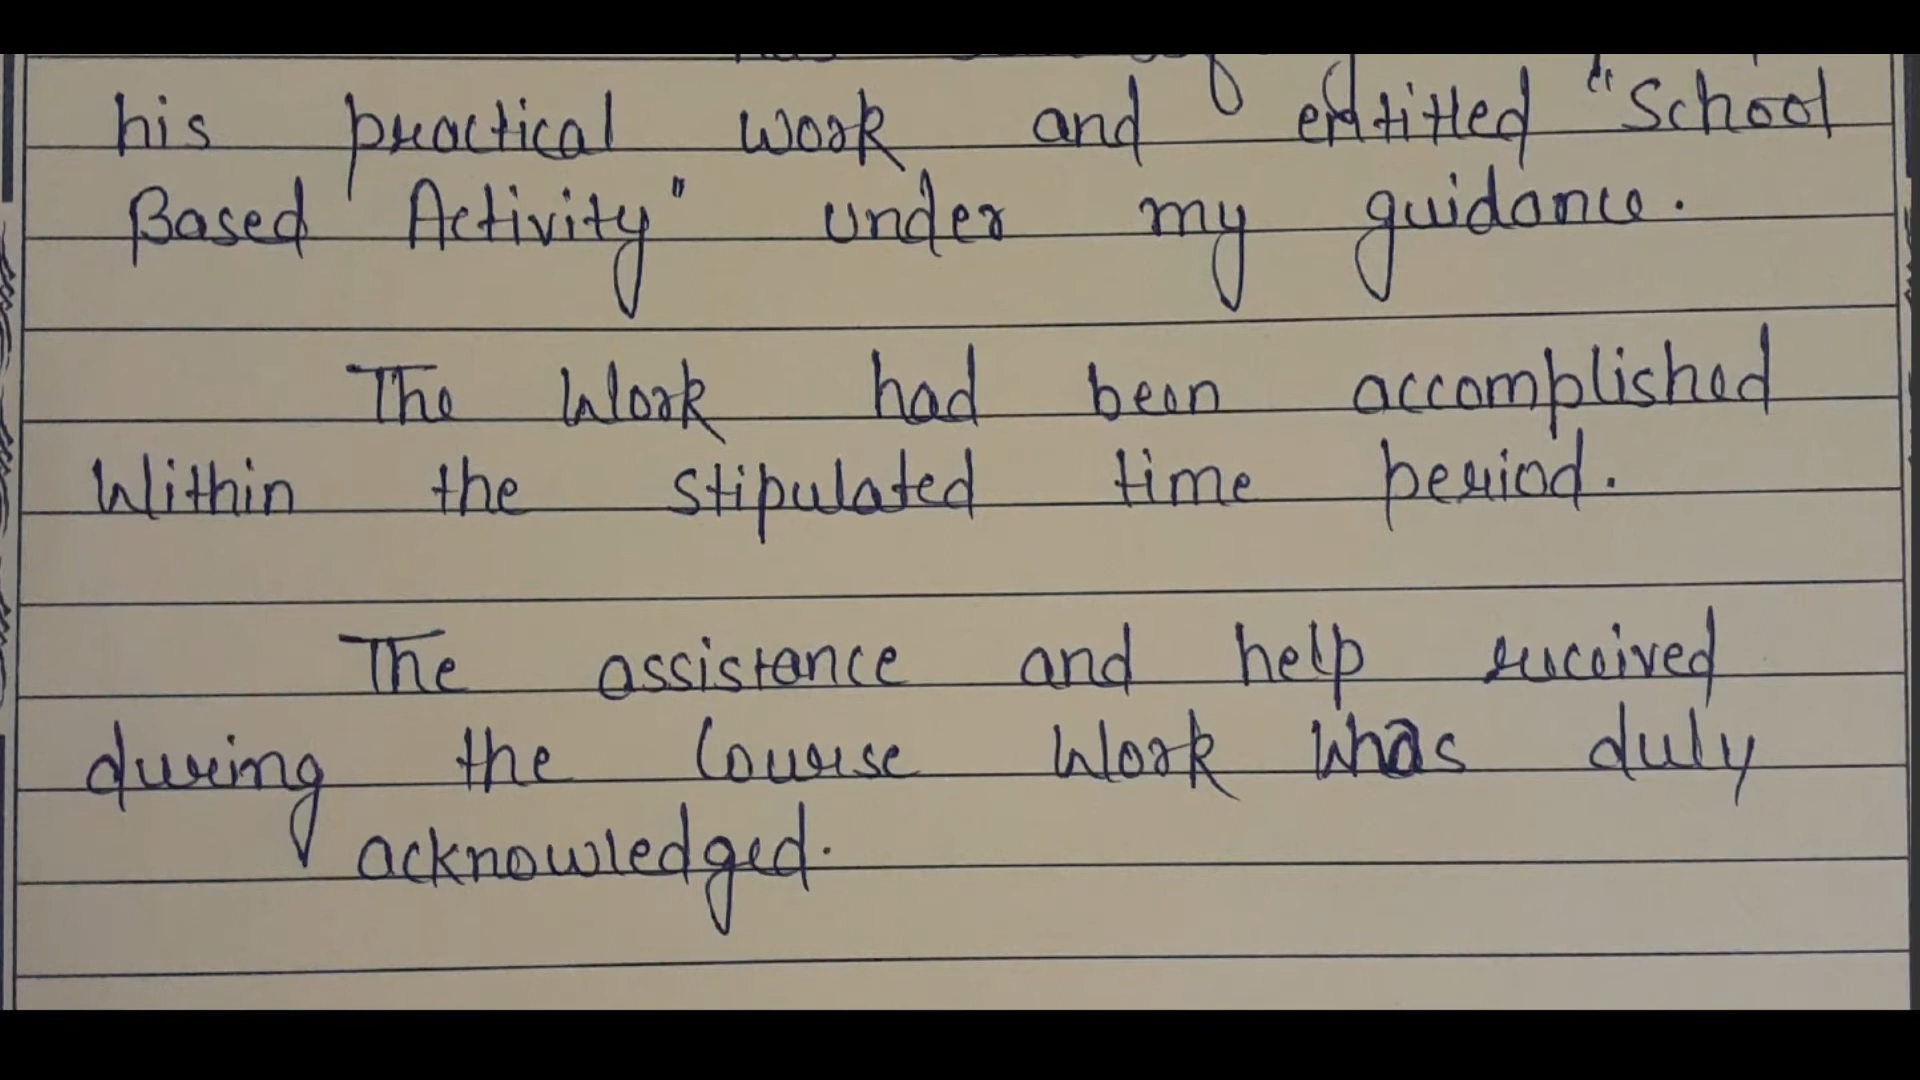 his practical work and entitled "School
Based Activity" under my guidance.
The Work had been accomplished
Within the stipulated time period.
The assistance and help received
during the Course Work was duly
acknowledged.